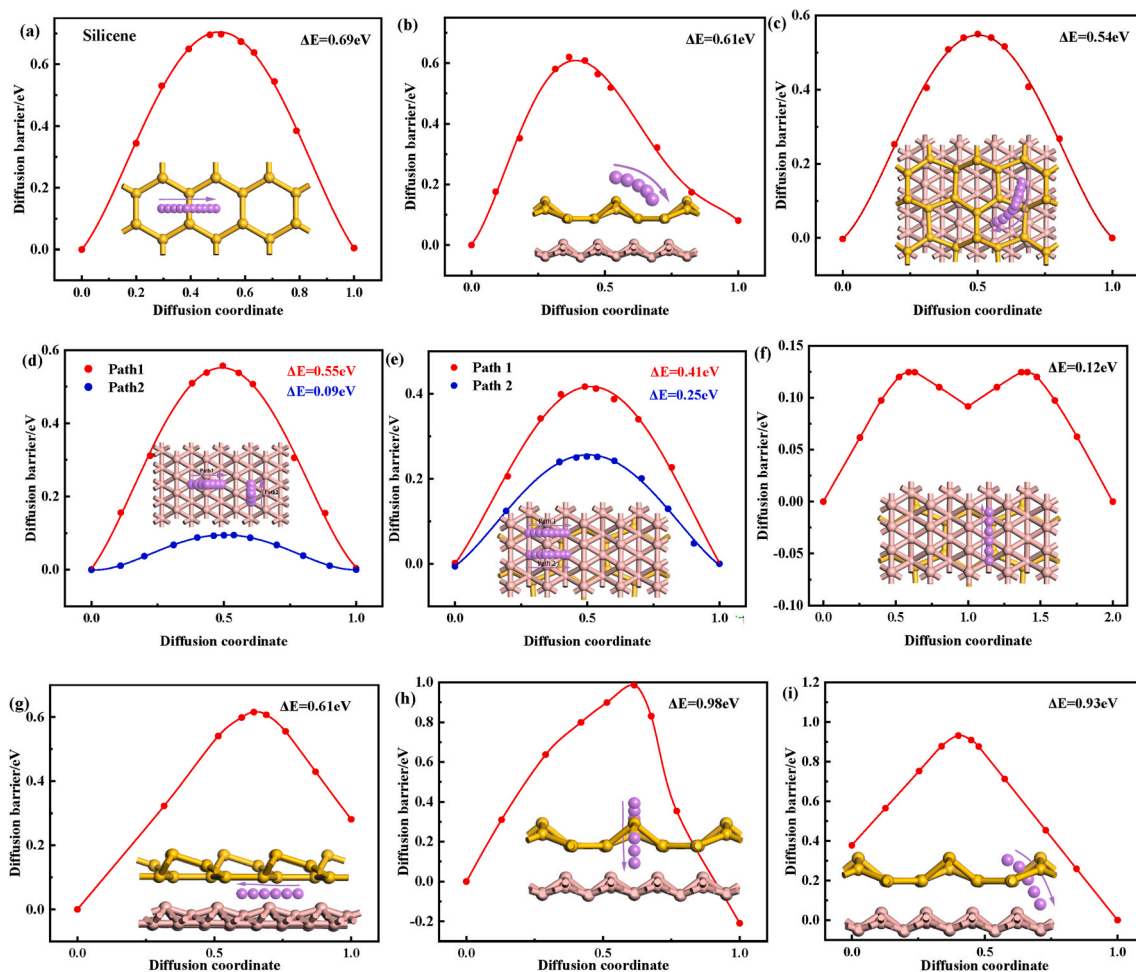 (a)
Silicene
ΔE=0.69eV
Diffusion barrier/eV
0.6
0.4
0.2
0.0
0.0 0.2 0.4 0.6 0.8 1.0
Diffusion coordinate
(b)
ΔE=0.61eV
Diffusion barrier/eV
0.6
0.4
0.2
0.0
0.0 0.5 1.0
Diffusion coordinate
(c)
ΔE=0.54eV
Diffusion barrier/eV
0.6
0.4
0.2
0.0
0.0 0.5 1.0
Diffusion coordinate
(d)
Path1
Path2
ΔE=0.55eV
ΔE=0.09eV
Diffusion barrier/eV
0.6
0.4
0.2
0.0
Path1
Path2
0.0 0.5 1.0
Diffusion coordinate
(e)
Path 1
Path 2
ΔE=0.41eV
ΔE=0.25eV
Diffusion barrier/eV
0.4
0.2
0.0
Path 1
Path 2
0.0 0.5 1.0
Diffusion coordinate
(f)
ΔE=0.12eV
Diffusion barrier/eV
0.15
0.10
0.05
0.00
-0.05
-0.10
0.0 0.5 1.0 1.5 2.0
Diffusion coordinate
(g)
ΔE=0.61eV
Diffusion barrier/eV
0.6
0.4
0.2
0.0
0.0 0.5 1.0
Diffusion coordinate
(h)
ΔE=0.98eV
Diffusion barrier/eV
1.0
0.8
0.6
0.4
0.2
0.0
-0.2
0.0 0.5 1.0
Diffusion coordinate
(i)
ΔE=0.93eV
Diffusion barrier/eV
1.2
1.0
0.8
0.6
0.4
0.2
0.0
0.0 0.5 1.0
Diffusion coordinate